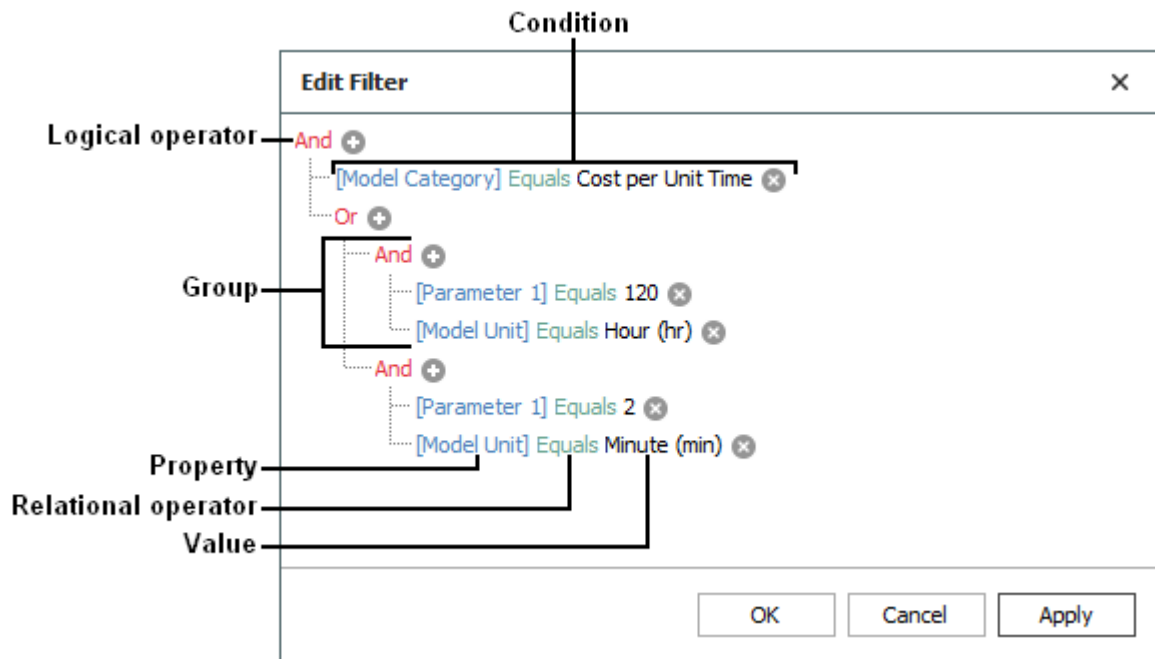 Condition
Edit Filter
Logical operator
And
[Model Category] Equals Cost per Unit Time
Or
And
Group
[Parameter 1] Equals 120
[Model Unit] Equals Hour (hr)
And
[Parameter 1] Equals 2
[Model Unit] Equals Minute (min)
Property
Relational operator
Value
OK Cancel Apply